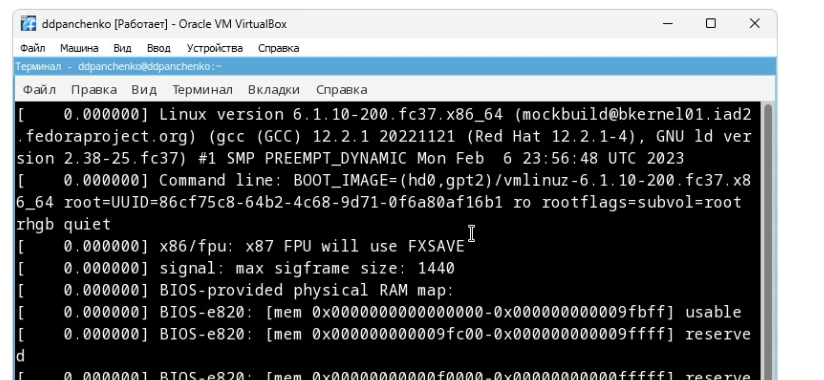 ddpanchenko [Работает] - Oracle VM VirtualBox
Файл Машина Вид Ввод Устройства Справка
Терминал - ddpanchenko@ddpanchenko:~
Файл Правка Вид Терминал Вкладки Справка
[    0.000000] Linux version 6.1.10-200.fc37.x86_64 (mockbuild@bkernel01.iad2
.fedoraproject.org) (gcc (GCC) 12.2.1 20221121 (Red Hat 12.2.1-4), GNU ld ver
sion 2.38-25.fc37) #1 SMP PREEMPT_DYNAMIC Mon Feb  6 23:56:48 UTC 2023
[    0.000000] Command line: BOOT_IMAGE=(hd0,gpt2)/vmlinuz-6.1.10-200.fc37.x8
6_64 root=UUID=86cf75c8-64b2-4c68-9d71-0f6a80af16b1 ro rootflags=subvol=root
rhgb quiet
[    0.000000] x86/fpu: x87 FPU will use FXSAVE
[    0.000000] signal: max sigframe size: 1440
[    0.000000] BIOS-provided physical RAM map:
[    0.000000] BIOS-e820: [mem 0x0000000000000000-0x000000000009fbff] usable
[    0.000000] BIOS-e820: [mem 0x000000000009fc00-0x000000000009ffff] reserve
d
[    0.000000] BIOS-e820: [mem 0x00000000000f0000-0x00000000000fffff] reserve